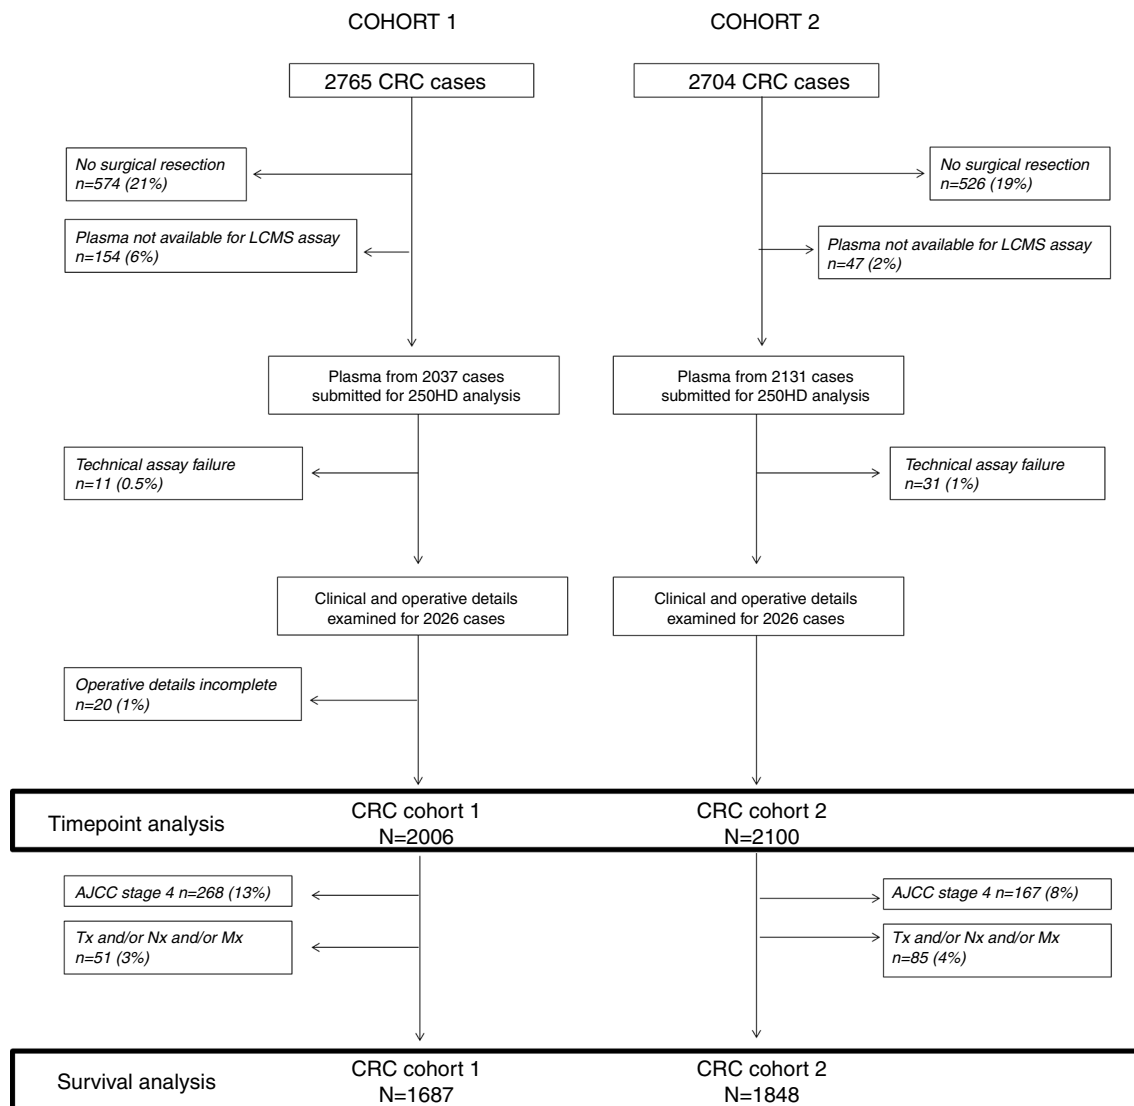 COHORT 1
COHORT 2
2765 CRC cases
2704 CRC cases
No surgical resection
n=574 (21%)
No surgical resection
n=526 (19%)
Plasma not available for LCMS assay
n=154 (6%)
Plasma not available for LCMS assay
n=47 (2%)
Plasma from 2037 cases
submitted for 250HD analysis
Plasma from 2131 cases
submitted for 250HD analysis
Technical assay failure
n=11 (0.5%)
Technical assay failure
n=31 (1%)
Clinical and operative details
examined for 2026 cases
Clinical and operative details
examined for 2026 cases
Operative details incomplete
n=20 (1%)
Timepoint analysis
CRC cohort 1
N=2006
CRC cohort 2
N=2100
AJCC stage 4 n=268 (13%)
AJCC stage 4 n=167 (8%)
Tx and/or Nx and/or Mx
n=51 (3%)
Tx and/or Nx and/or Mx
n=85 (4%)
Survival analysis
CRC cohort 1
N=1687
CRC cohort 2
N=1848